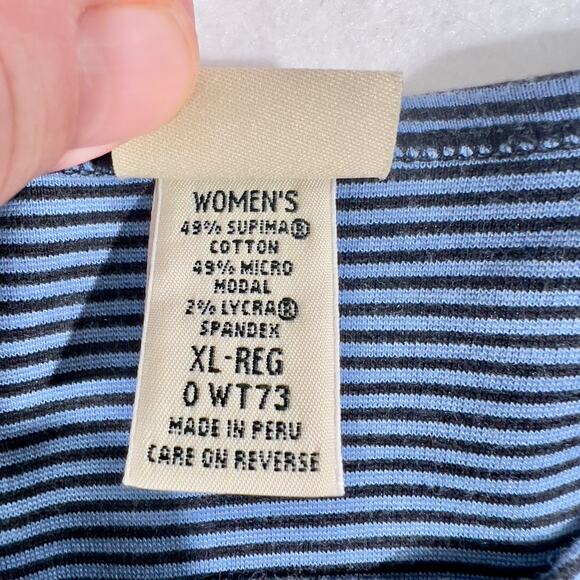 WOMEN'S
49% SUPIMA®
COTTON
49% MICRO
MODAL
2% LYCRA®
SPANDEX
XL-REG
0 WT73
MADE IN PERU
CARE ON REVERSE